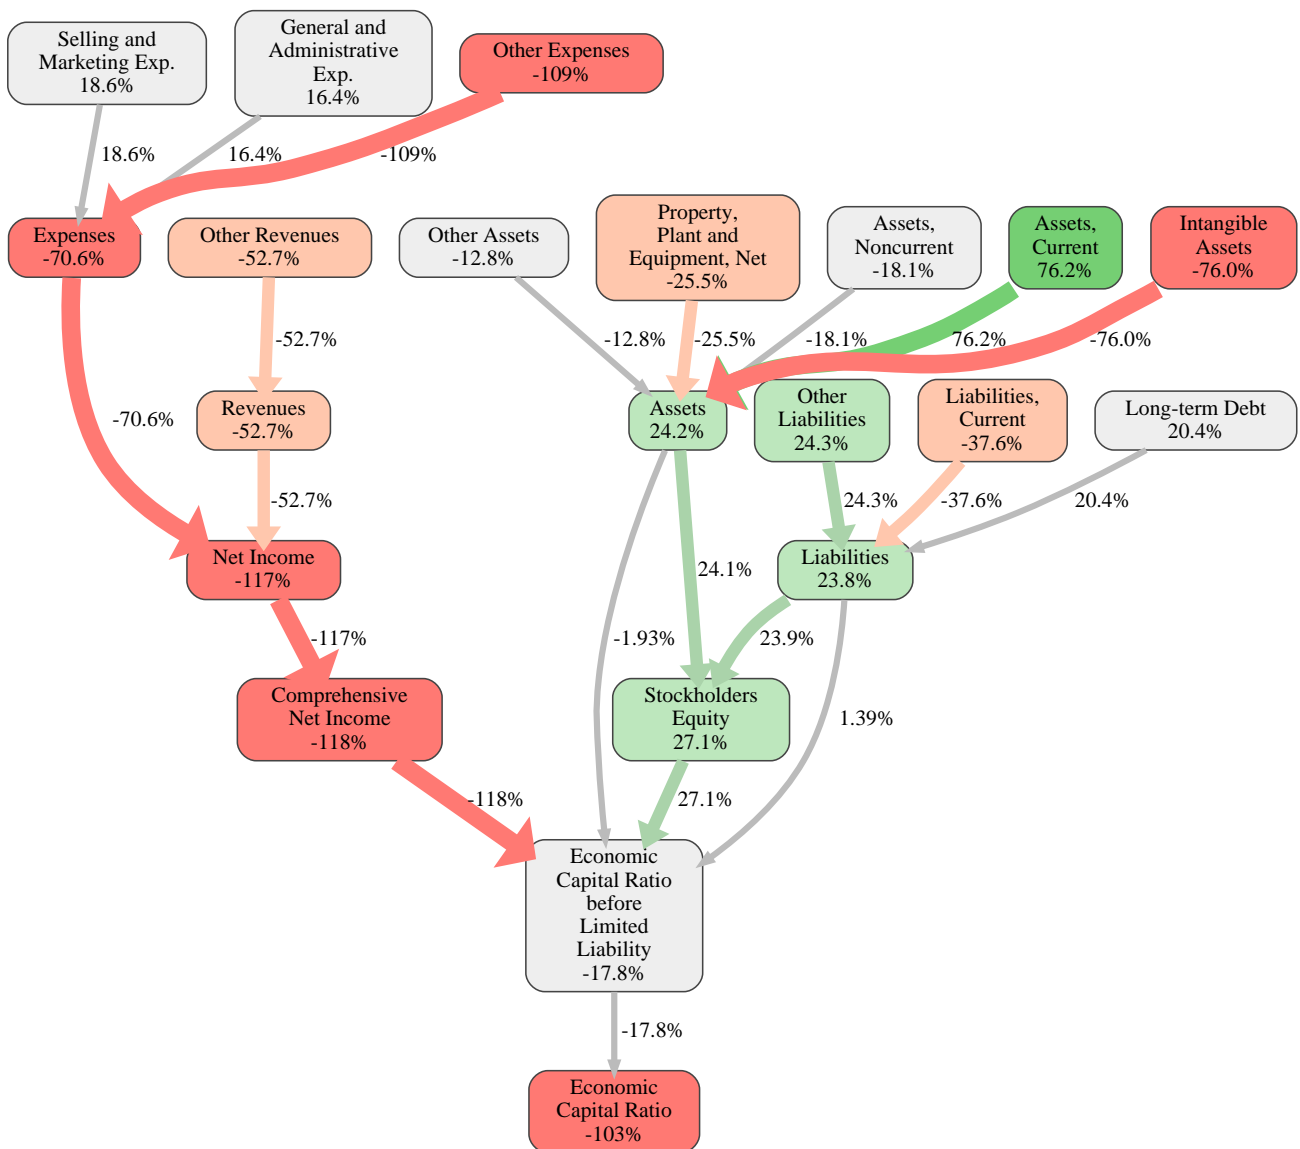 Selling and
Marketing Exp.
18.6%
General and
Administrative
Exp.
16.4%
Other Expenses
-109%
18.6%
16.4%
-109%
Expenses
-70.6%
Other Revenues
-52.7%
Other Assets
-12.8%
Property,
Plant and
Equipment, Net
-25.5%
Assets,
Noncurrent
-18.1%
Assets,
Current
76.2%
Intangible
Assets
-76.0%
-52.7%
-12.8%
-25.5%
-18.1%
76.2%
-76.0%
-70.6%
Revenues
-52.7%
Assets
24.2%
Other
Liabilities
24.3%
Liabilities,
Current
-37.6%
Long-term Debt
20.4%
-52.7%
24.3%
-37.6%
20.4%
Net Income
-117%
24.1%
Liabilities
23.8%
-117%
-1.93%
23.9%
Comprehensive
Net Income
-118%
Stockholders
Equity
27.1%
1.39%
-118%
27.1%
Economic
Capital Ratio
before
Limited
Liability
-17.8%
-17.8%
Economic
Capital Ratio
-103%